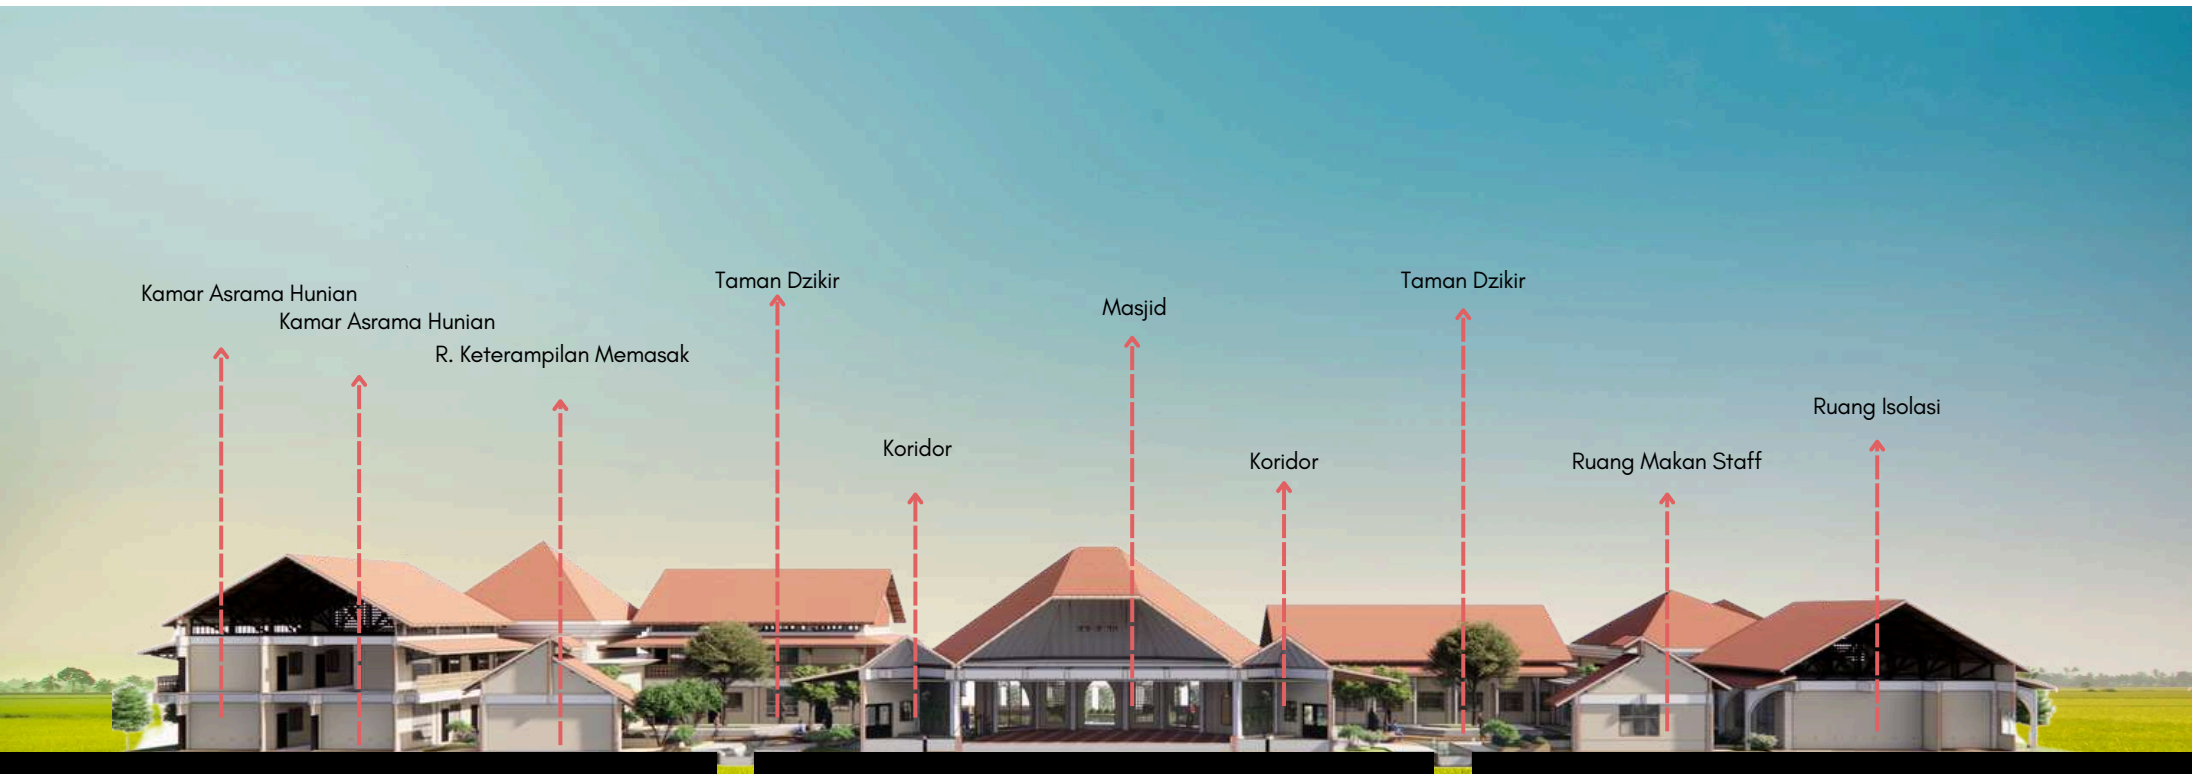 Kamar Asrama Hunian
Kamar Asrama Hunian
R. Keterampilan Memasak
Taman Dzikir
Koridor
Masjid
Koridor
Taman Dzikir
Ruang Makan Staff
Ruang Isolasi